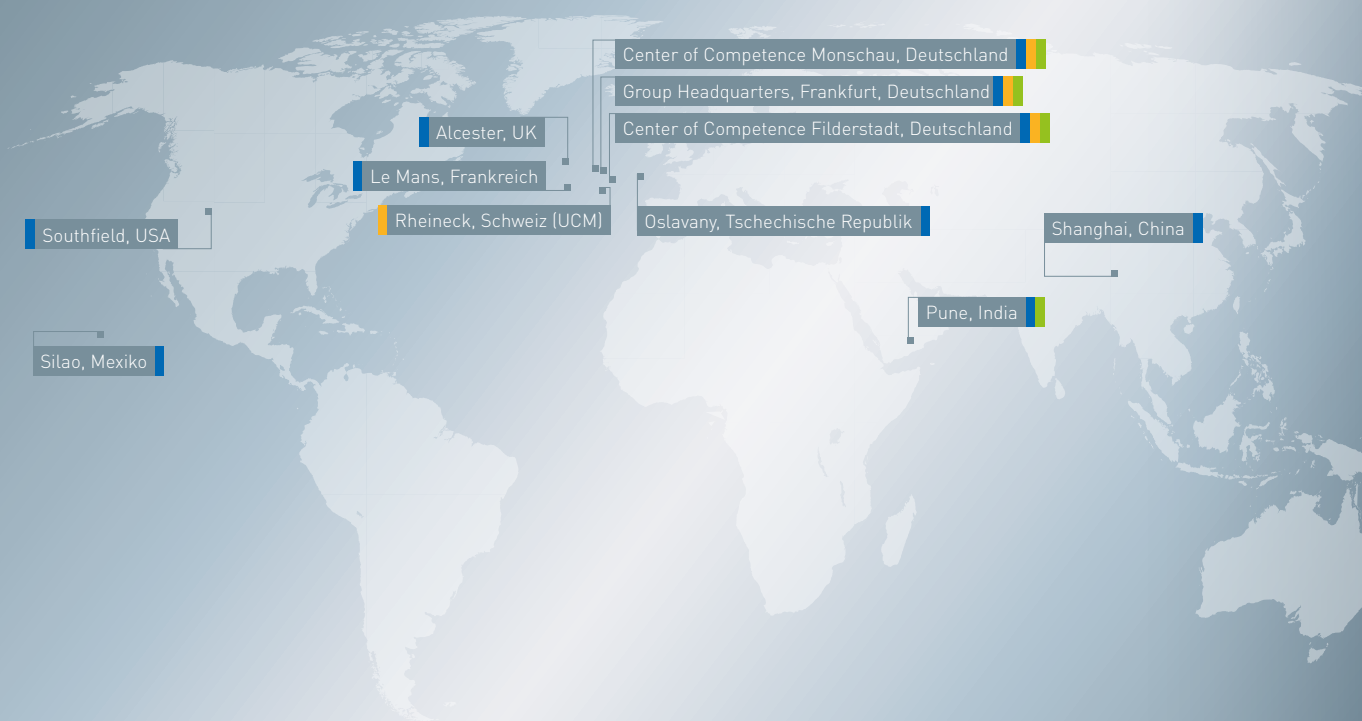 Center of Competence Monschau, Deutschland
Group Headquarters, Frankfurt, Deutschland
Center of Competence Filderstadt, Deutschland
Alcester, UK
Le Mans, Frankreich
Rheineck, Schweiz (UCM)
Oslavany, Tschechische Republik
Southfield, USA
Shanghai, China
Pune, India
Silao, Mexiko